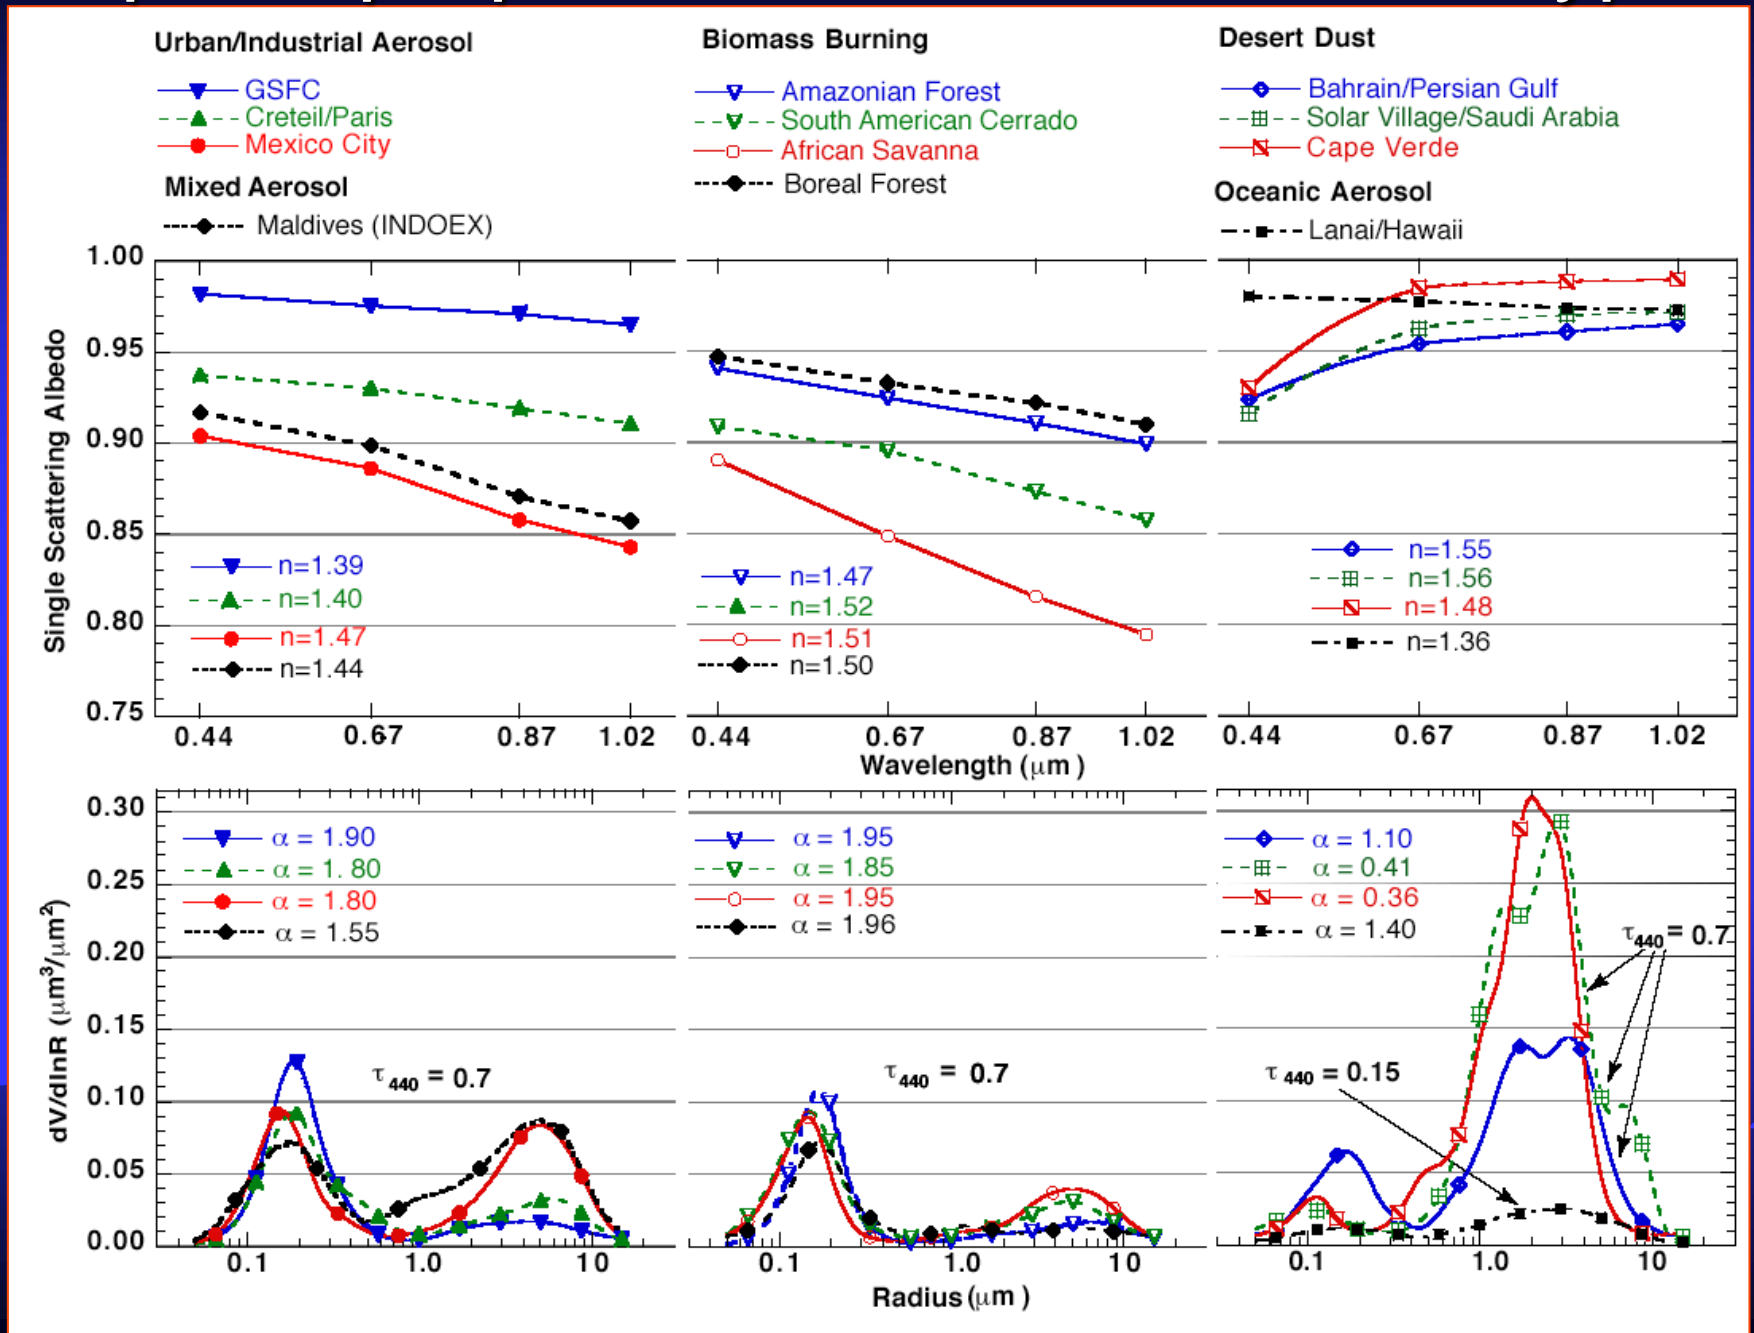 Urban/Industrial Aerosol
GSFC
Creteil/Paris
Mexico City
Mixed Aerosol
Maldives (INDOEX)
Biomass Burning
Amazonian Forest
South American Cerrado
African Savanna
Boreal Forest
Desert Dust
Bahrain/Persian Gulf
Solar Village/Saudi Arabia
Cape Verde
Oceanic Aerosol
Lanai/Hawaii
Single Scattering Albedo
1.00
0.95
0.90
0.85
0.80
0.75
n=1.39
n=1.40
n=1.47
n=1.44
n=1.47
n=1.52
n=1.51
n=1.50
n=1.55
n=1.56
n=1.48
n=1.36
0.44 0.67 0.87 1.02
0.44 0.67 0.87 1.02
0.44 0.67 0.87 1.02
Wavelength (μm)
dV/dlnR (μm³/μm²)
0.30
0.25
0.20
0.15
0.10
0.05
0.00
α = 1.90
α = 1.80
α = 1.80
α = 1.55
τ440 = 0.7
α = 1.95
α = 1.85
α = 1.95
α = 1.96
τ440 = 0.7
α = 1.10
α = 0.41
α = 0.36
α = 1.40
τ440 = 0.7
τ440 = 0.15
0.1 1.0 10
0.1 1.0 10
0.1 1.0 10
Radius (μm)